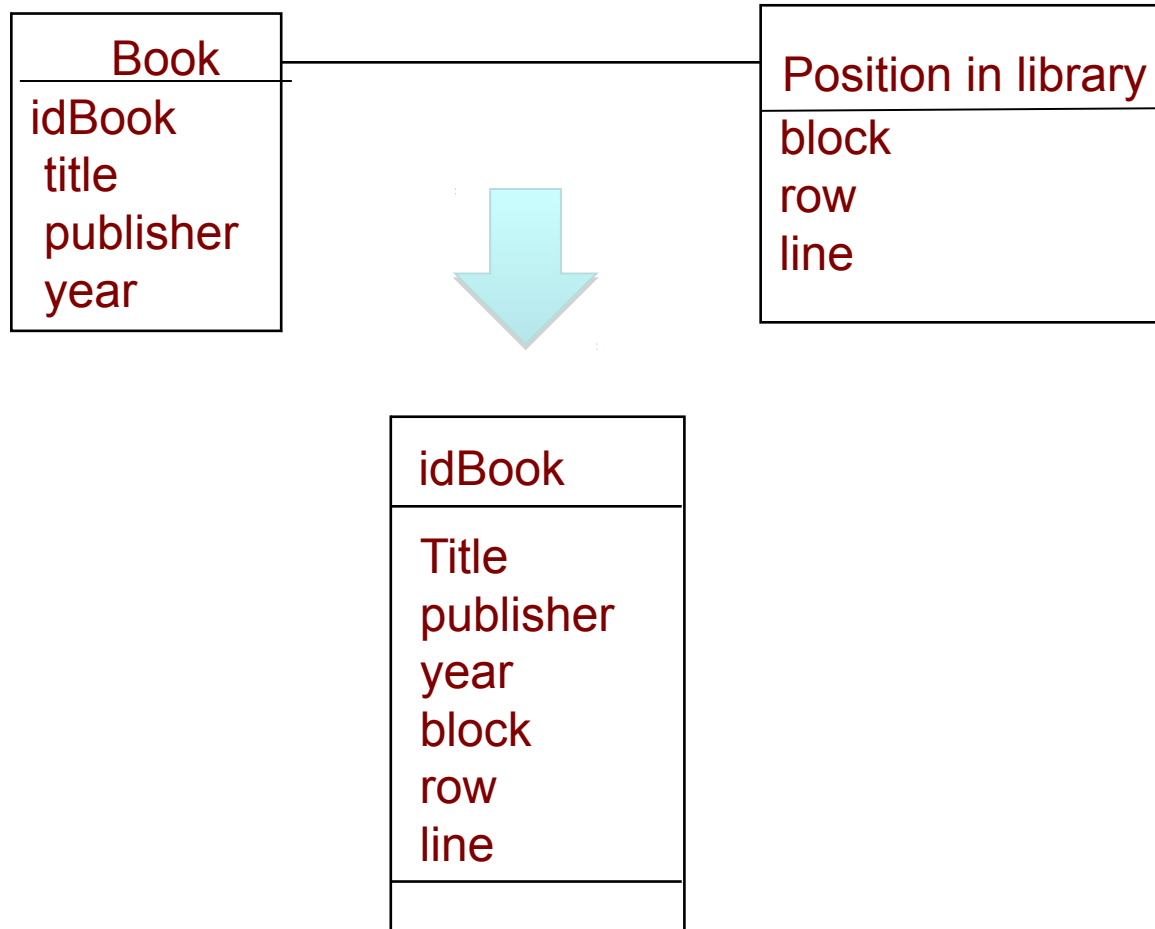 Book
idBook
title
publisher
year
Position in library
block
row
line
idBook
Title
publisher
year
block
row
line